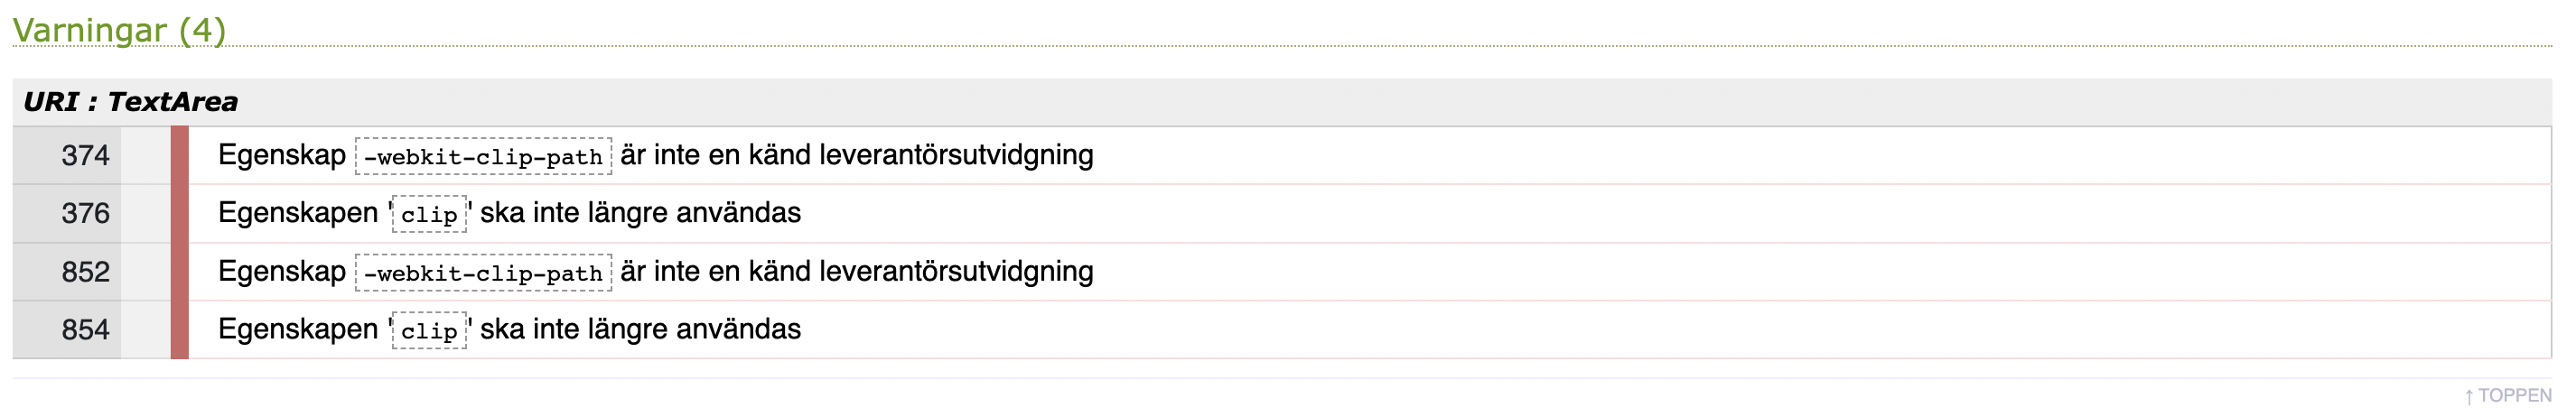 Varningar (4)
URI : TextArea
374 Egenskap -webkit-clip-path är inte en känd leverantörsutvidgning
376 Egenskapen 'clip' ska inte längre användas
852 Egenskap -webkit-clip-path är inte en känd leverantörsutvidgning
854 Egenskapen 'clip' ska inte längre användas
↑ TOPPEN